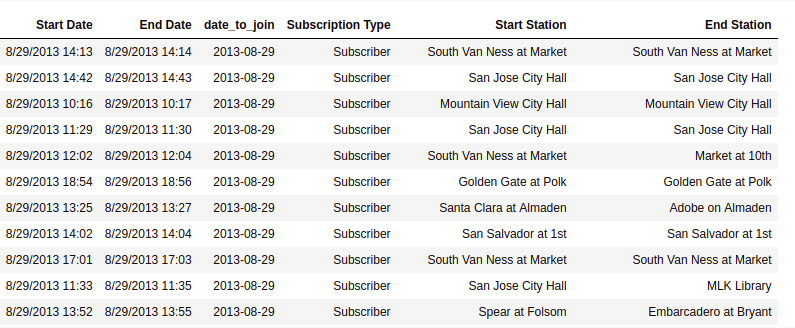 Start Date End Date date_to_join Subscription Type Start Station End Station
8/29/2013 14:13 8/29/2013 14:14 2013-08-29 Subscriber South Van Ness at Market South Van Ness at Market
8/29/2013 14:42 8/29/2013 14:43 2013-08-29 Subscriber San Jose City Hall San Jose City Hall
8/29/2013 10:16 8/29/2013 10:17 2013-08-29 Subscriber Mountain View City Hall Mountain View City Hall
8/29/2013 11:29 8/29/2013 11:30 2013-08-29 Subscriber San Jose City Hall San Jose City Hall
8/29/2013 12:02 8/29/2013 12:04 2013-08-29 Subscriber South Van Ness at Market Market at 10th
8/29/2013 18:54 8/29/2013 18:56 2013-08-29 Subscriber Golden Gate at Polk Golden Gate at Polk
8/29/2013 13:25 8/29/2013 13:27 2013-08-29 Subscriber Santa Clara at Almaden Adobe on Almaden
8/29/2013 14:02 8/29/2013 14:04 2013-08-29 Subscriber San Salvador at 1st San Salvador at 1st
8/29/2013 17:01 8/29/2013 17:03 2013-08-29 Subscriber South Van Ness at Market South Van Ness at Market
8/29/2013 11:33 8/29/2013 11:35 2013-08-29 Subscriber San Jose City Hall MLK Library
8/29/2013 13:52 8/29/2013 13:55 2013-08-29 Subscriber Spear at Folsom Embarcadero at Bryant